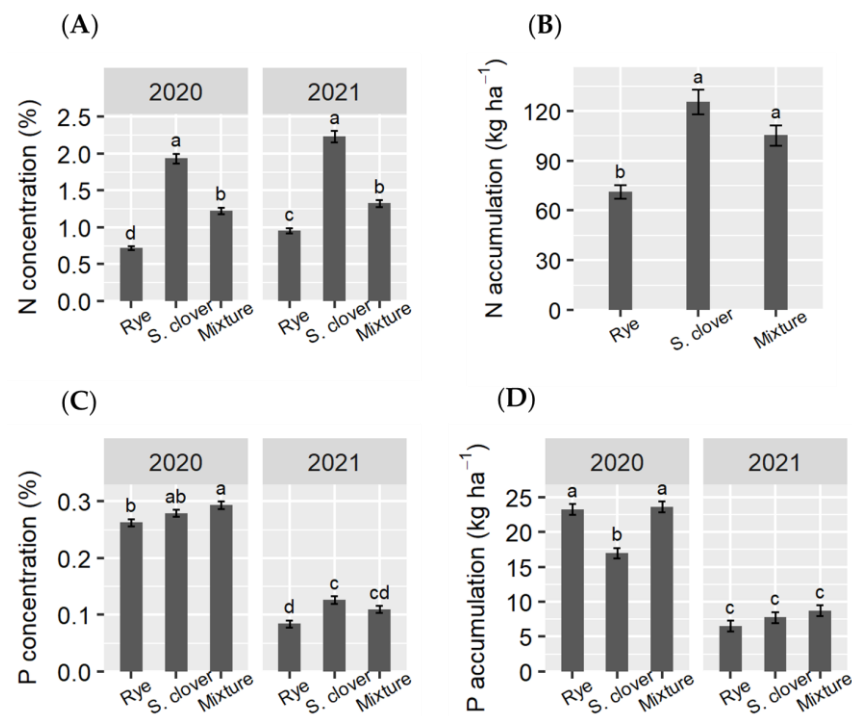 (A)
2020 2021
N concentration (%)
2.5
2.0
1.5
1.0
0.5
0.0
d a b c a b
Rye S. clover Mixture Rye S. clover Mixture
(B)
N accumulation (kg ha⁻¹)
120
90
60
30
0
b a a
Rye S. clover Mixture
(C)
2020 2021
P concentration (%)
0.3
0.2
0.1
0.0
b ab a d c cd
Rye S. clover Mixture Rye S. clover Mixture
(D)
2020 2021
P accumulation (kg ha⁻¹)
25
20
15
10
5
0
a b a c c c
Rye S. clover Mixture Rye S. clover Mixture